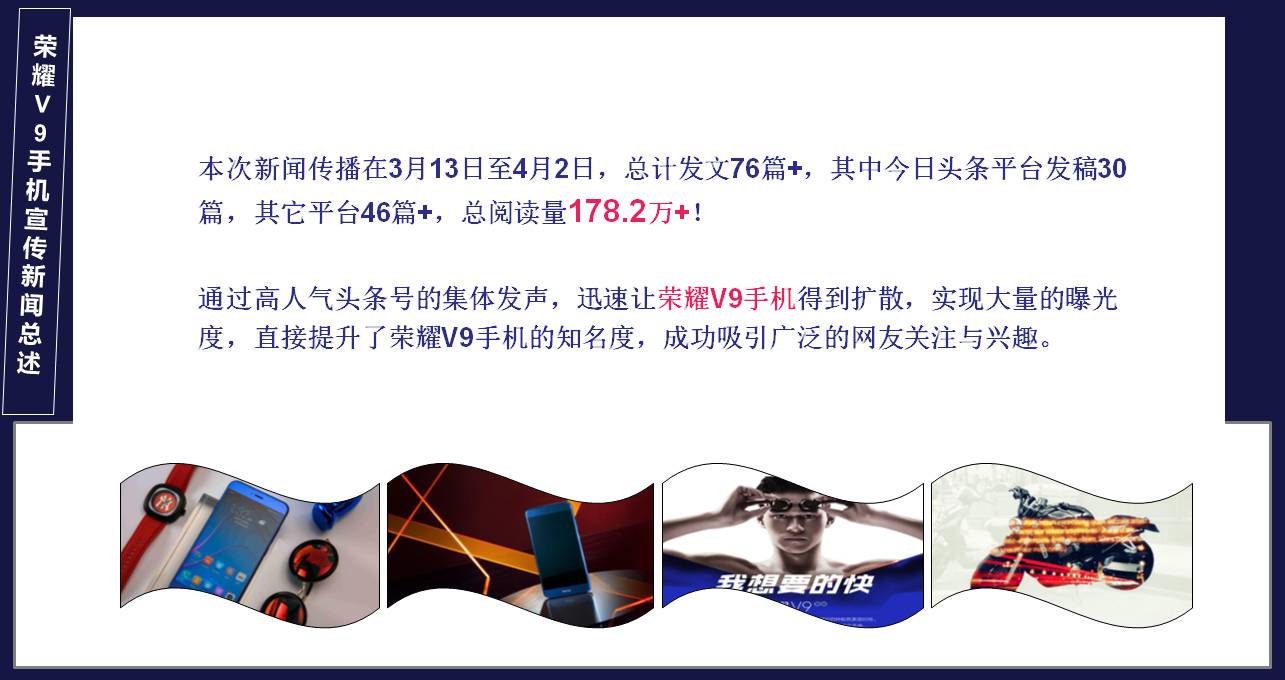 荣耀V9手机宣传新闻总述
本次新闻传播在3月13日至4月2日，总计发文76篇+，其中今日头条平台发稿30
篇，其它平台46篇+，总阅读量178.2万+！
通过高人气头条号的集体发声，迅速让荣耀V9手机得到扩散，实现大量的曝光
度，直接提升了荣耀V9手机的知名度，成功吸引广泛的网友关注与兴趣。
我想要的快
V9